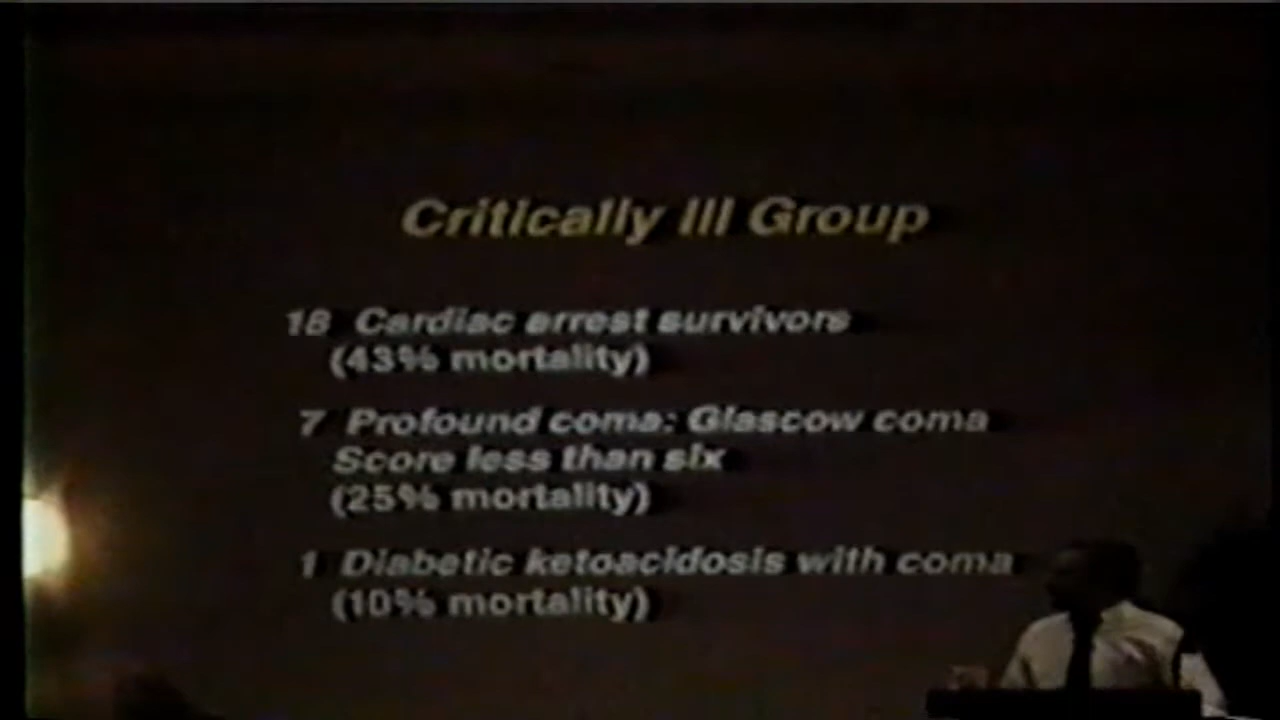 Critically Ill Group
18 Cardiac arrest survivors
(43% mortality)
7 Profound coma: Glascow coma
Score less than six
(25% mortality)
1 Diabetic ketoacidosis with coma
(10% mortality)